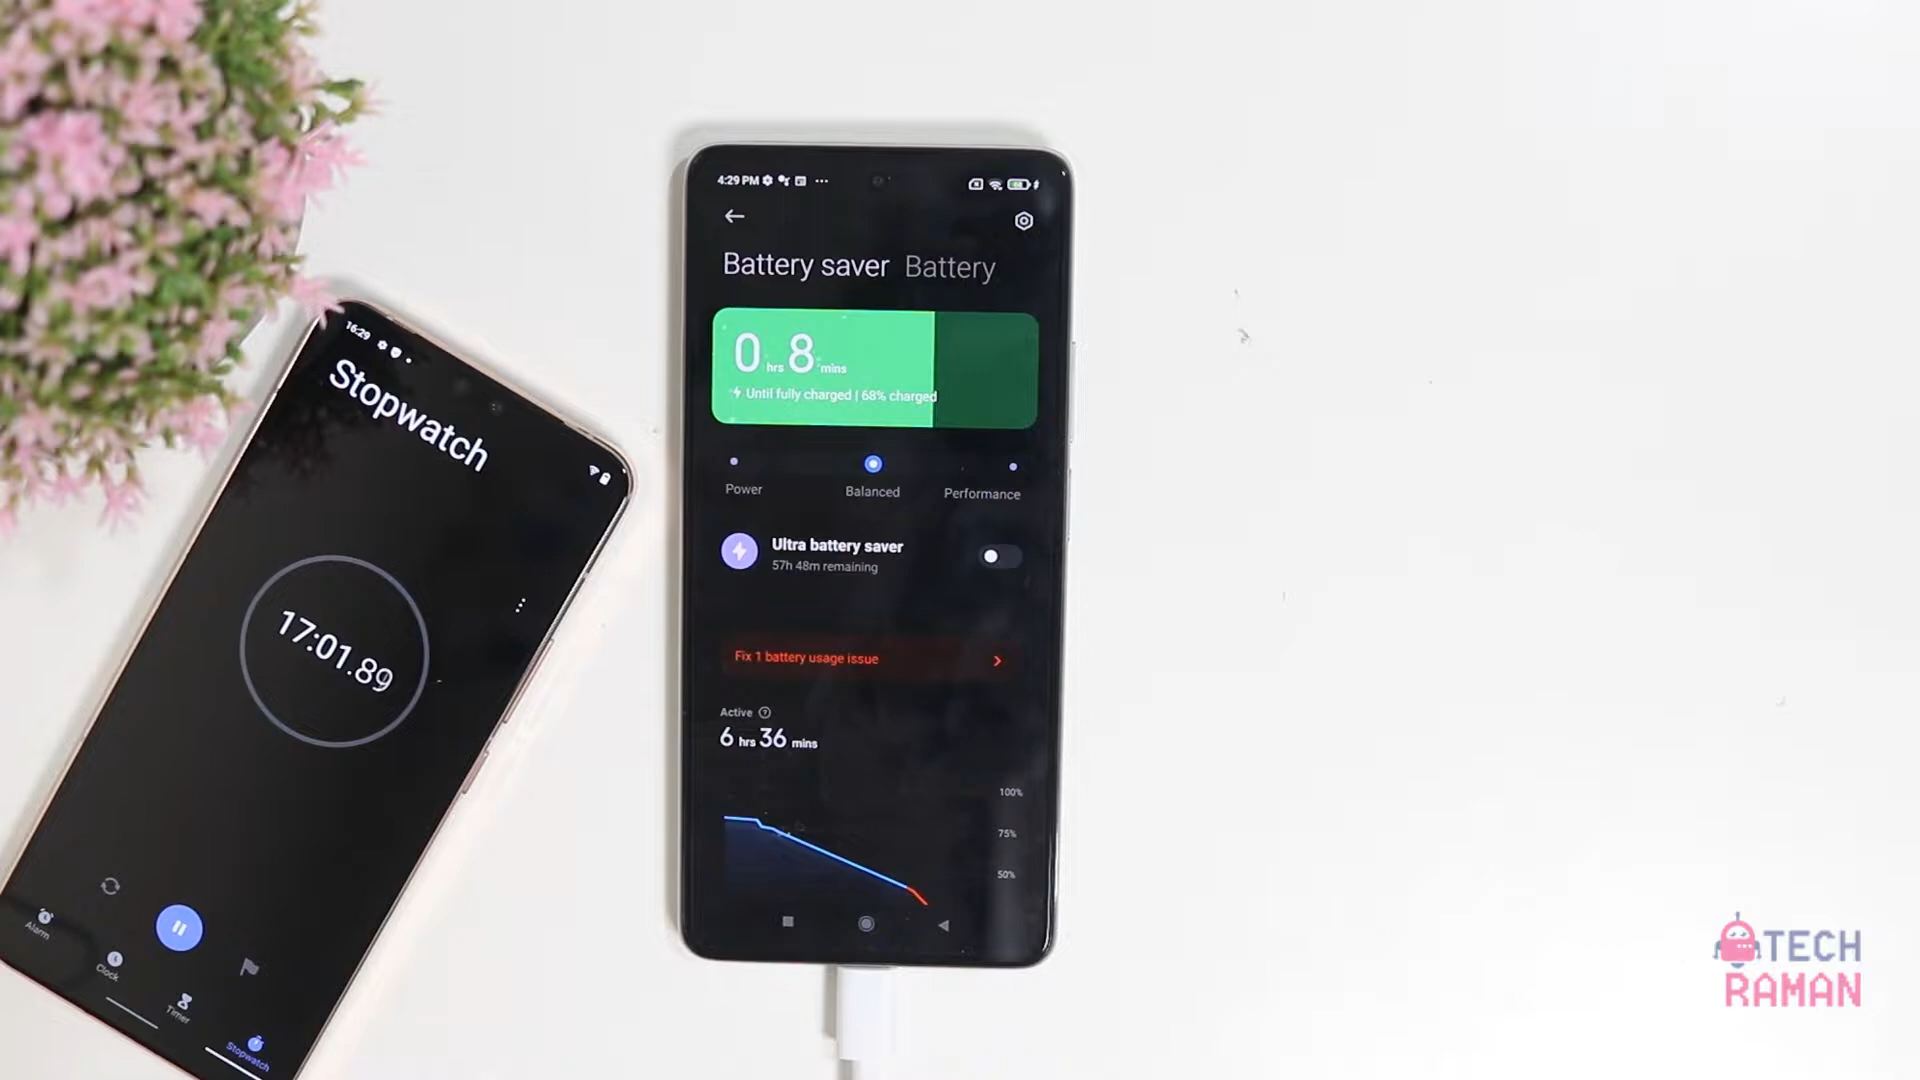 16:29
Stopwatch
17:01.89
Alarm
Clock
Timer
Stopwatch
4:29 PM
Battery saver Battery
0 hrs 8 mins
Until fully charged | 68% charged
Power Balanced Performance
Ultra battery saver
57h 48m remaining
Fix 1 battery usage issue
Active
6 hrs 36 mins
100%
75%
50%
TECH
RAMAN